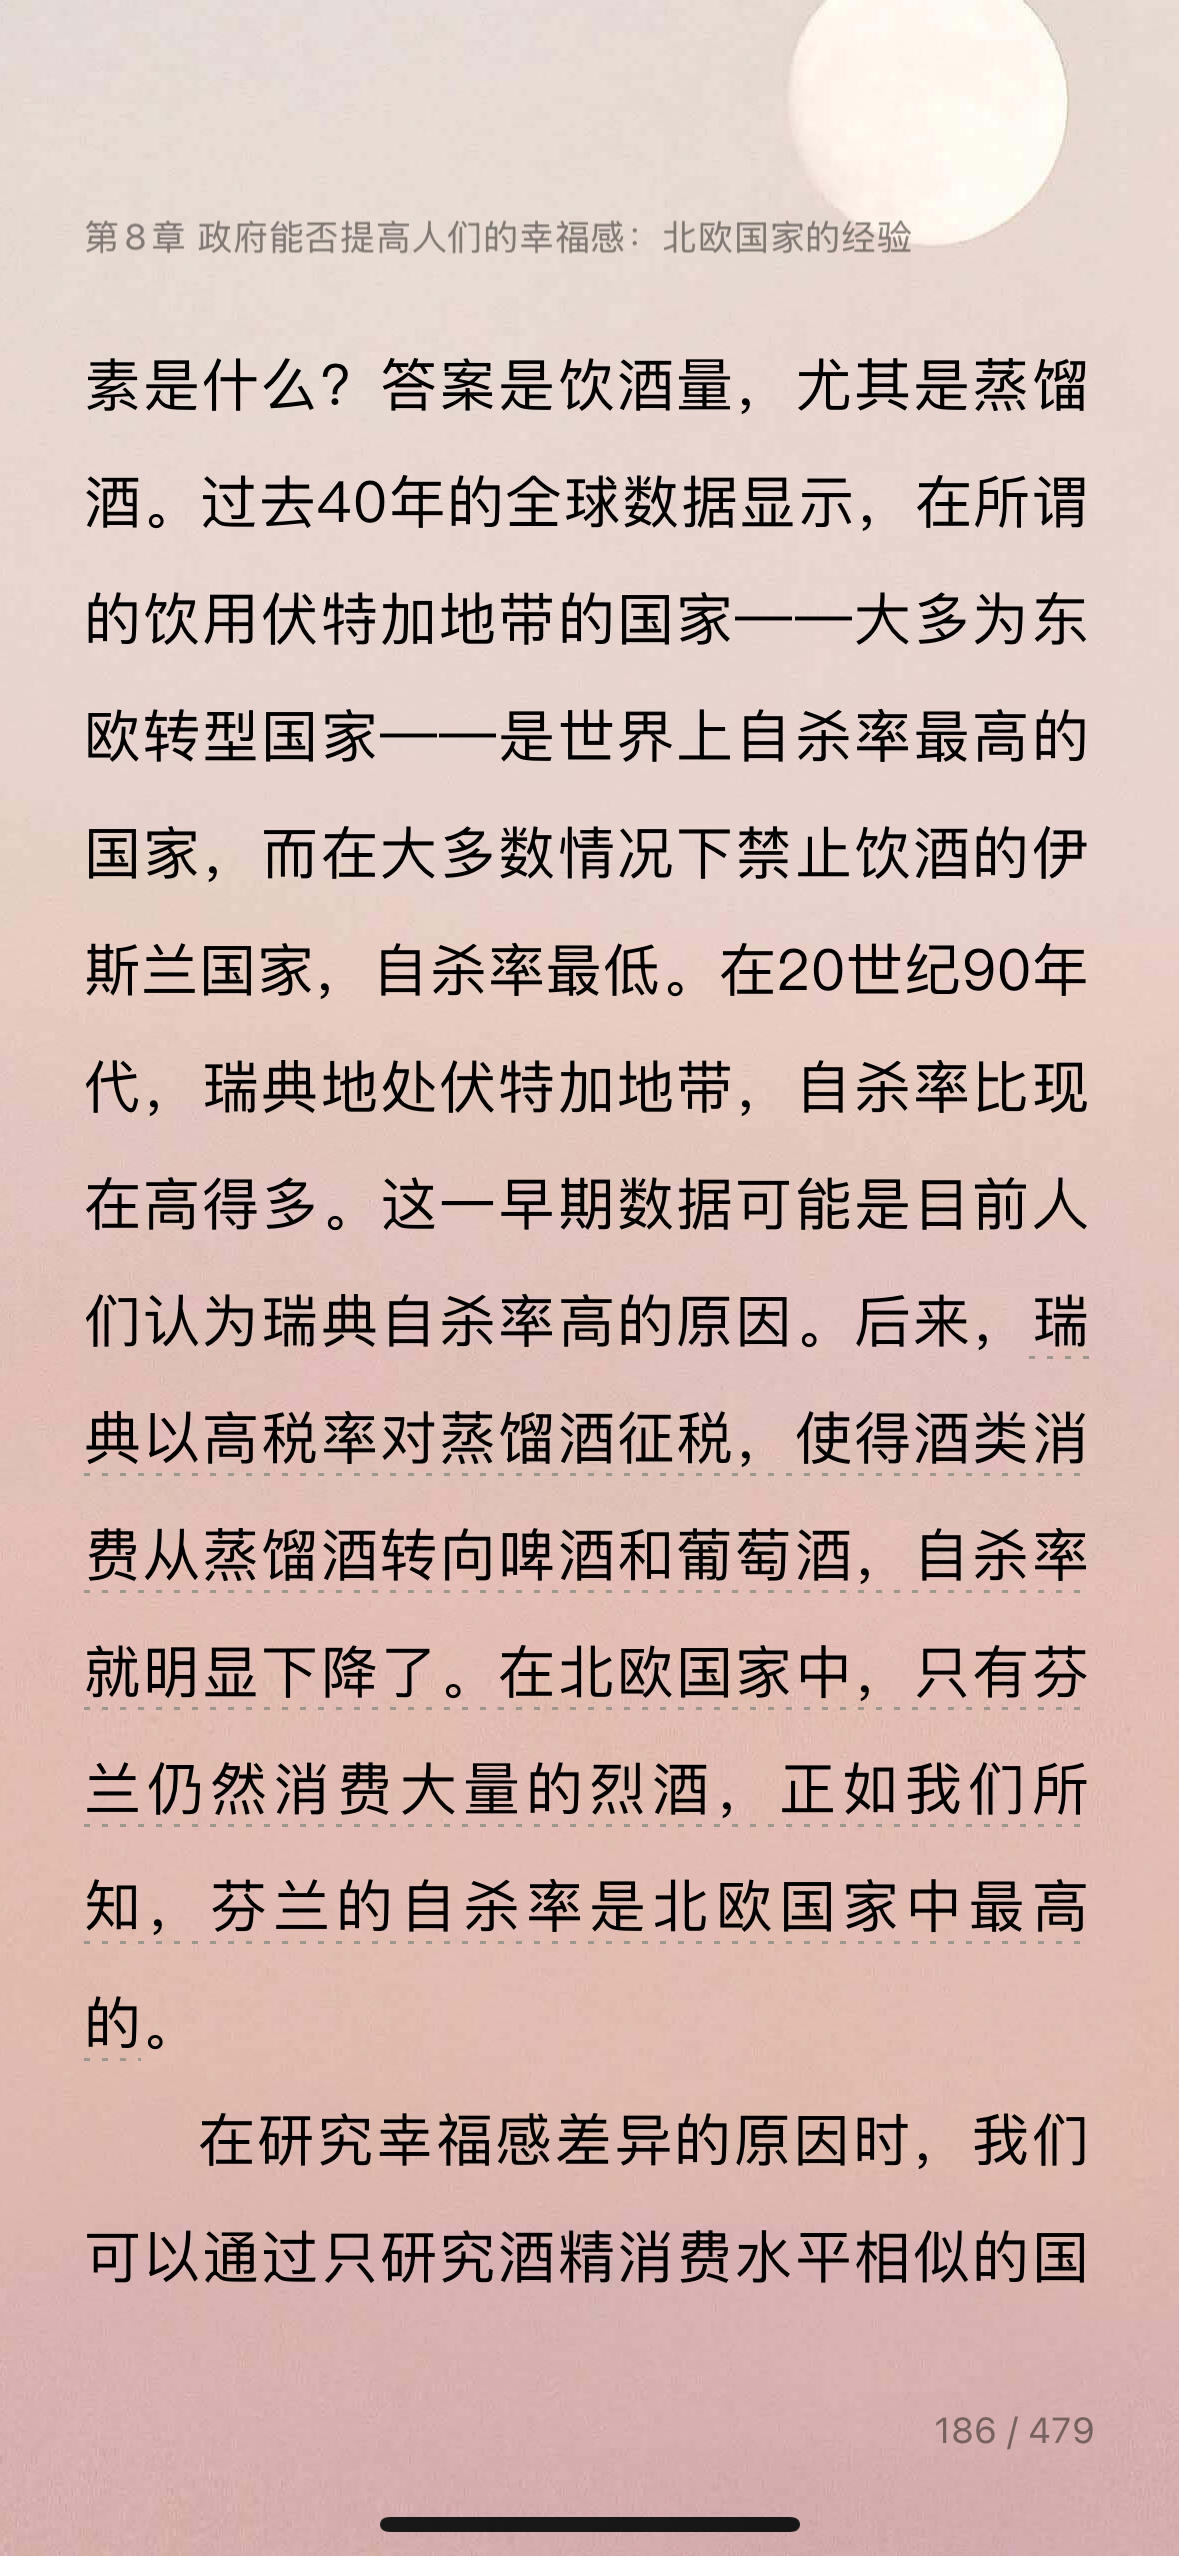 第8章 政府能否提高人们的幸福感：北欧国家的经验
素是什么？答案是饮酒量，尤其是蒸馏
酒。过去40年的全球数据显示，在所谓
的饮用伏特加地带的国家——大多为东
欧转型国家——是世界上自杀率最高的
国家，而在大多数情况下禁止饮酒的伊
斯兰国家，自杀率最低。在20世纪90年
代，瑞典地处伏特加地带，自杀率比现
在高得多。这一早期数据可能是目前人
们认为瑞典自杀率高的原因。后来，瑞
典以高税率对蒸馏酒征税，使得酒类消
费从蒸馏酒转向啤酒和葡萄酒，自杀率
就明显下降了。在北欧国家中，只有芬
兰仍然消费大量的烈酒，正如我们所
知，芬兰的自杀率是北欧国家中最高
的。
在研究幸福感差异的原因时，我们
可以通过只研究酒精消费水平相似的国
186 / 479